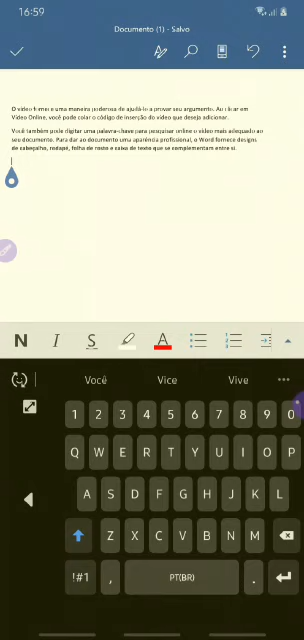 16:59
Documento (1) - Salvo
O vídeo fornece uma maneira poderosa de ajudá-lo a provar seu argumento. Ao clicar em
Vídeo Online, você pode colar o código de inserção do vídeo que deseja adicionar.
Você também pode digitar uma palavra-chave para pesquisar online o vídeo mais adequado ao
seu documento. Para dar ao documento uma aparência profissional, o Word fornece designs
de cabeçalho, rodapé, folha de rosto e caixa de texto que se complementam entre si.
N I S A
Você Vice Vive
1 2 3 4 5 6 7 8 9 0
Q W E R T Y U I O P
A S D F G H J K L
Z X C V B N M
!#1 , PT(BR) .